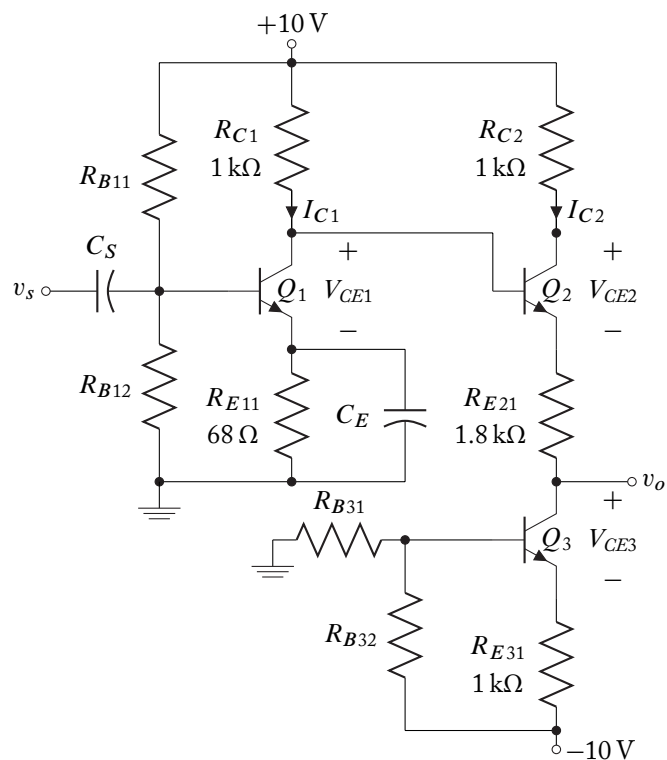 +10 V
R_{C1}
1 kΩ
R_{C2}
1 kΩ
R_{B11}
I_{C1}
I_{C2}
C_S
+
+
v_s
Q_1
V_{CE1}
Q_2
V_{CE2}
−
−
R_{B12}
R_{E11}
68 Ω
C_E
R_{E21}
1.8 kΩ
R_{B31}
v_o
+
Q_3
V_{CE3}
−
R_{B32}
R_{E31}
1 kΩ
−10 V